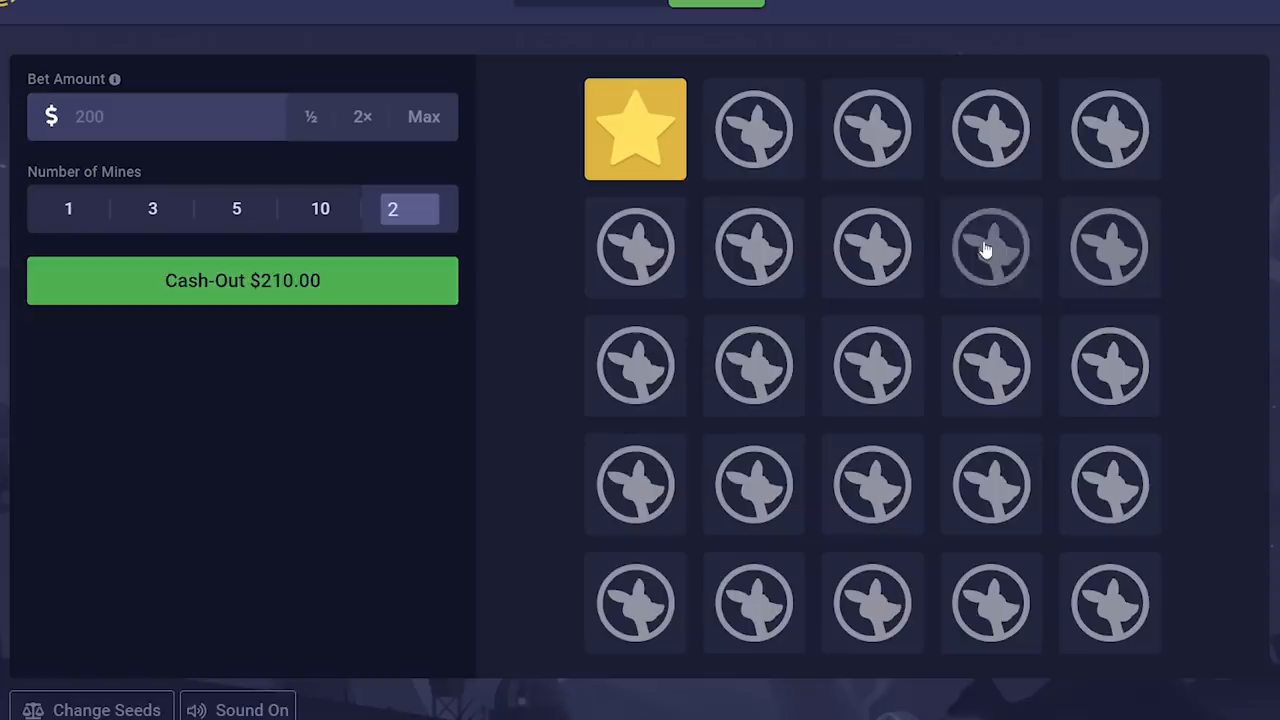 Bet Amount
$ 200 ½ 2× Max
Number of Mines
1 3 5 10 2
Cash-Out $210.00
Change Seeds Sound On